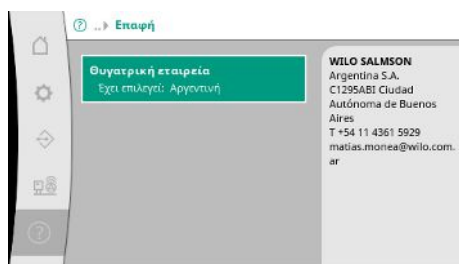 ..▸ Επαφή
Θυγατρική εταιρεία
Έχει επιλεγεί: Αργεντινή
WILO SALMSON
Argentina S.A.
C1295ABI Ciudad
Autónoma de Buenos
Aires
T +54 11 4361 5929
matias.monea@wilo.com.
ar